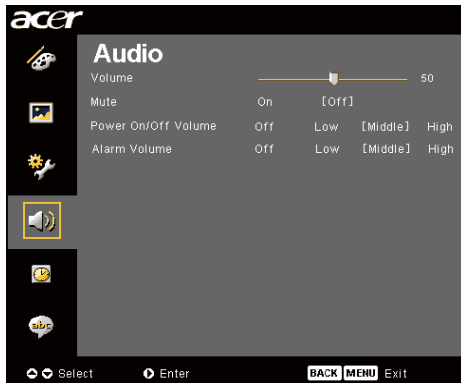 acer
Audio
Volume 50
Mute On [Off]
Power On/Off Volume Off Low [Middle] High
Alarm Volume Off Low [Middle] High
abc
Select Enter BACK MENU Exit